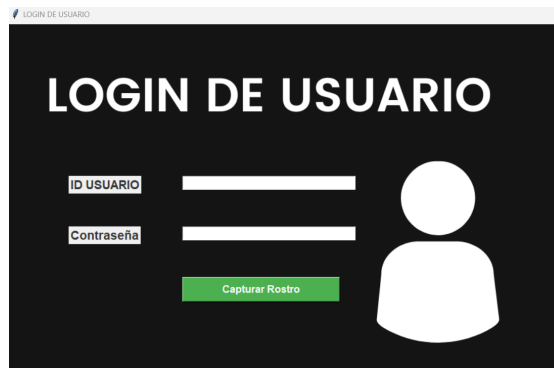 LOGIN DE USUARIO
LOGIN DE USUARIO
ID USUARIO
Contraseña
Capturar Rostro